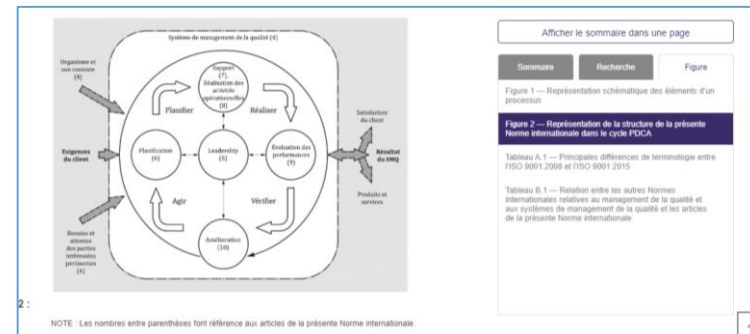 Système de management de la qualité (4)
Organisme et
son contexte
(4)
Support
(7),
Réalisation des
activités
opérationnelles
(8)
Planifier
Réaliser
Satisfaction
du client
Exigences
du client
Planification
(6)
Leadership
(5)
Évaluation des
performances
(9)
Résultat
du SMQ
Agir
Vérifier
Produits et
services
Besoins et
attentes
des parties
intéressées
pertinentes
(4)
Amélioration
(10)
2 :
NOTE : Les nombres entre parenthèses font référence aux articles de la présente Norme internationale.
Afficher le sommaire dans une page
Sommaire
Recherche
Figure
Figure 1 — Représentation schématique des éléments d'un
processus
Figure 2 — Représentation de la structure de la présente
Norme internationale dans le cycle PDCA
Tableau A.1 — Principales différences de terminologie entre
l'ISO 9001:2008 et l'ISO 9001:2015
Tableau B.1 — Relation entre les autres Normes
internationales relatives au management de la qualité et
aux systèmes de management de la qualité et les articles
de la présente Norme internationale